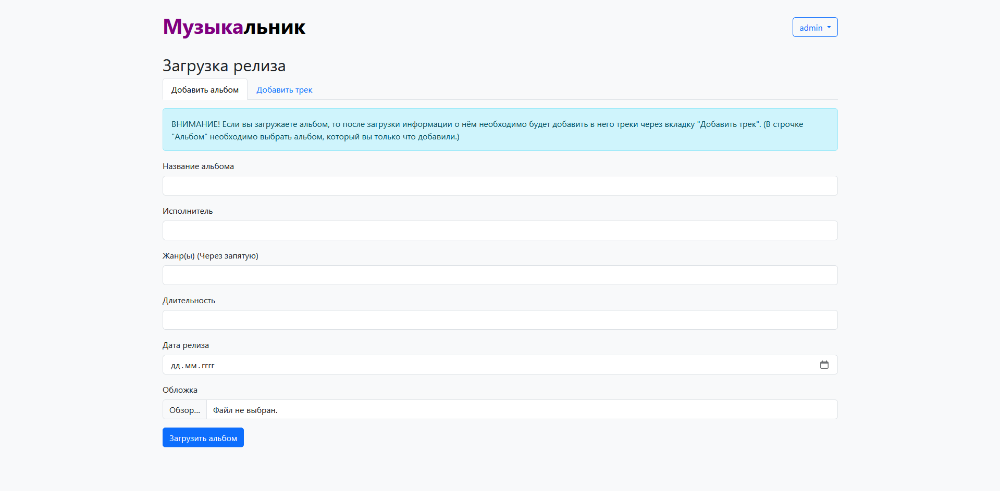 Музыкальник
admin
Загрузка релиза
Добавить альбом
Добавить трек
ВНИМАНИЕ! Если вы загружаете альбом, то после загрузки информации о нём необходимо будет добавить в него треки через вкладку "Добавить трек". (В строчке
"Альбом" необходимо выбрать альбом, который вы только что добавили.)
Название альбома
Исполнитель
Жанр(ы) (Через запятую)
Длительность
Дата релиза
дд.мм.гггг
Обложка
Обзор... Файл не выбран.
Загрузить альбом